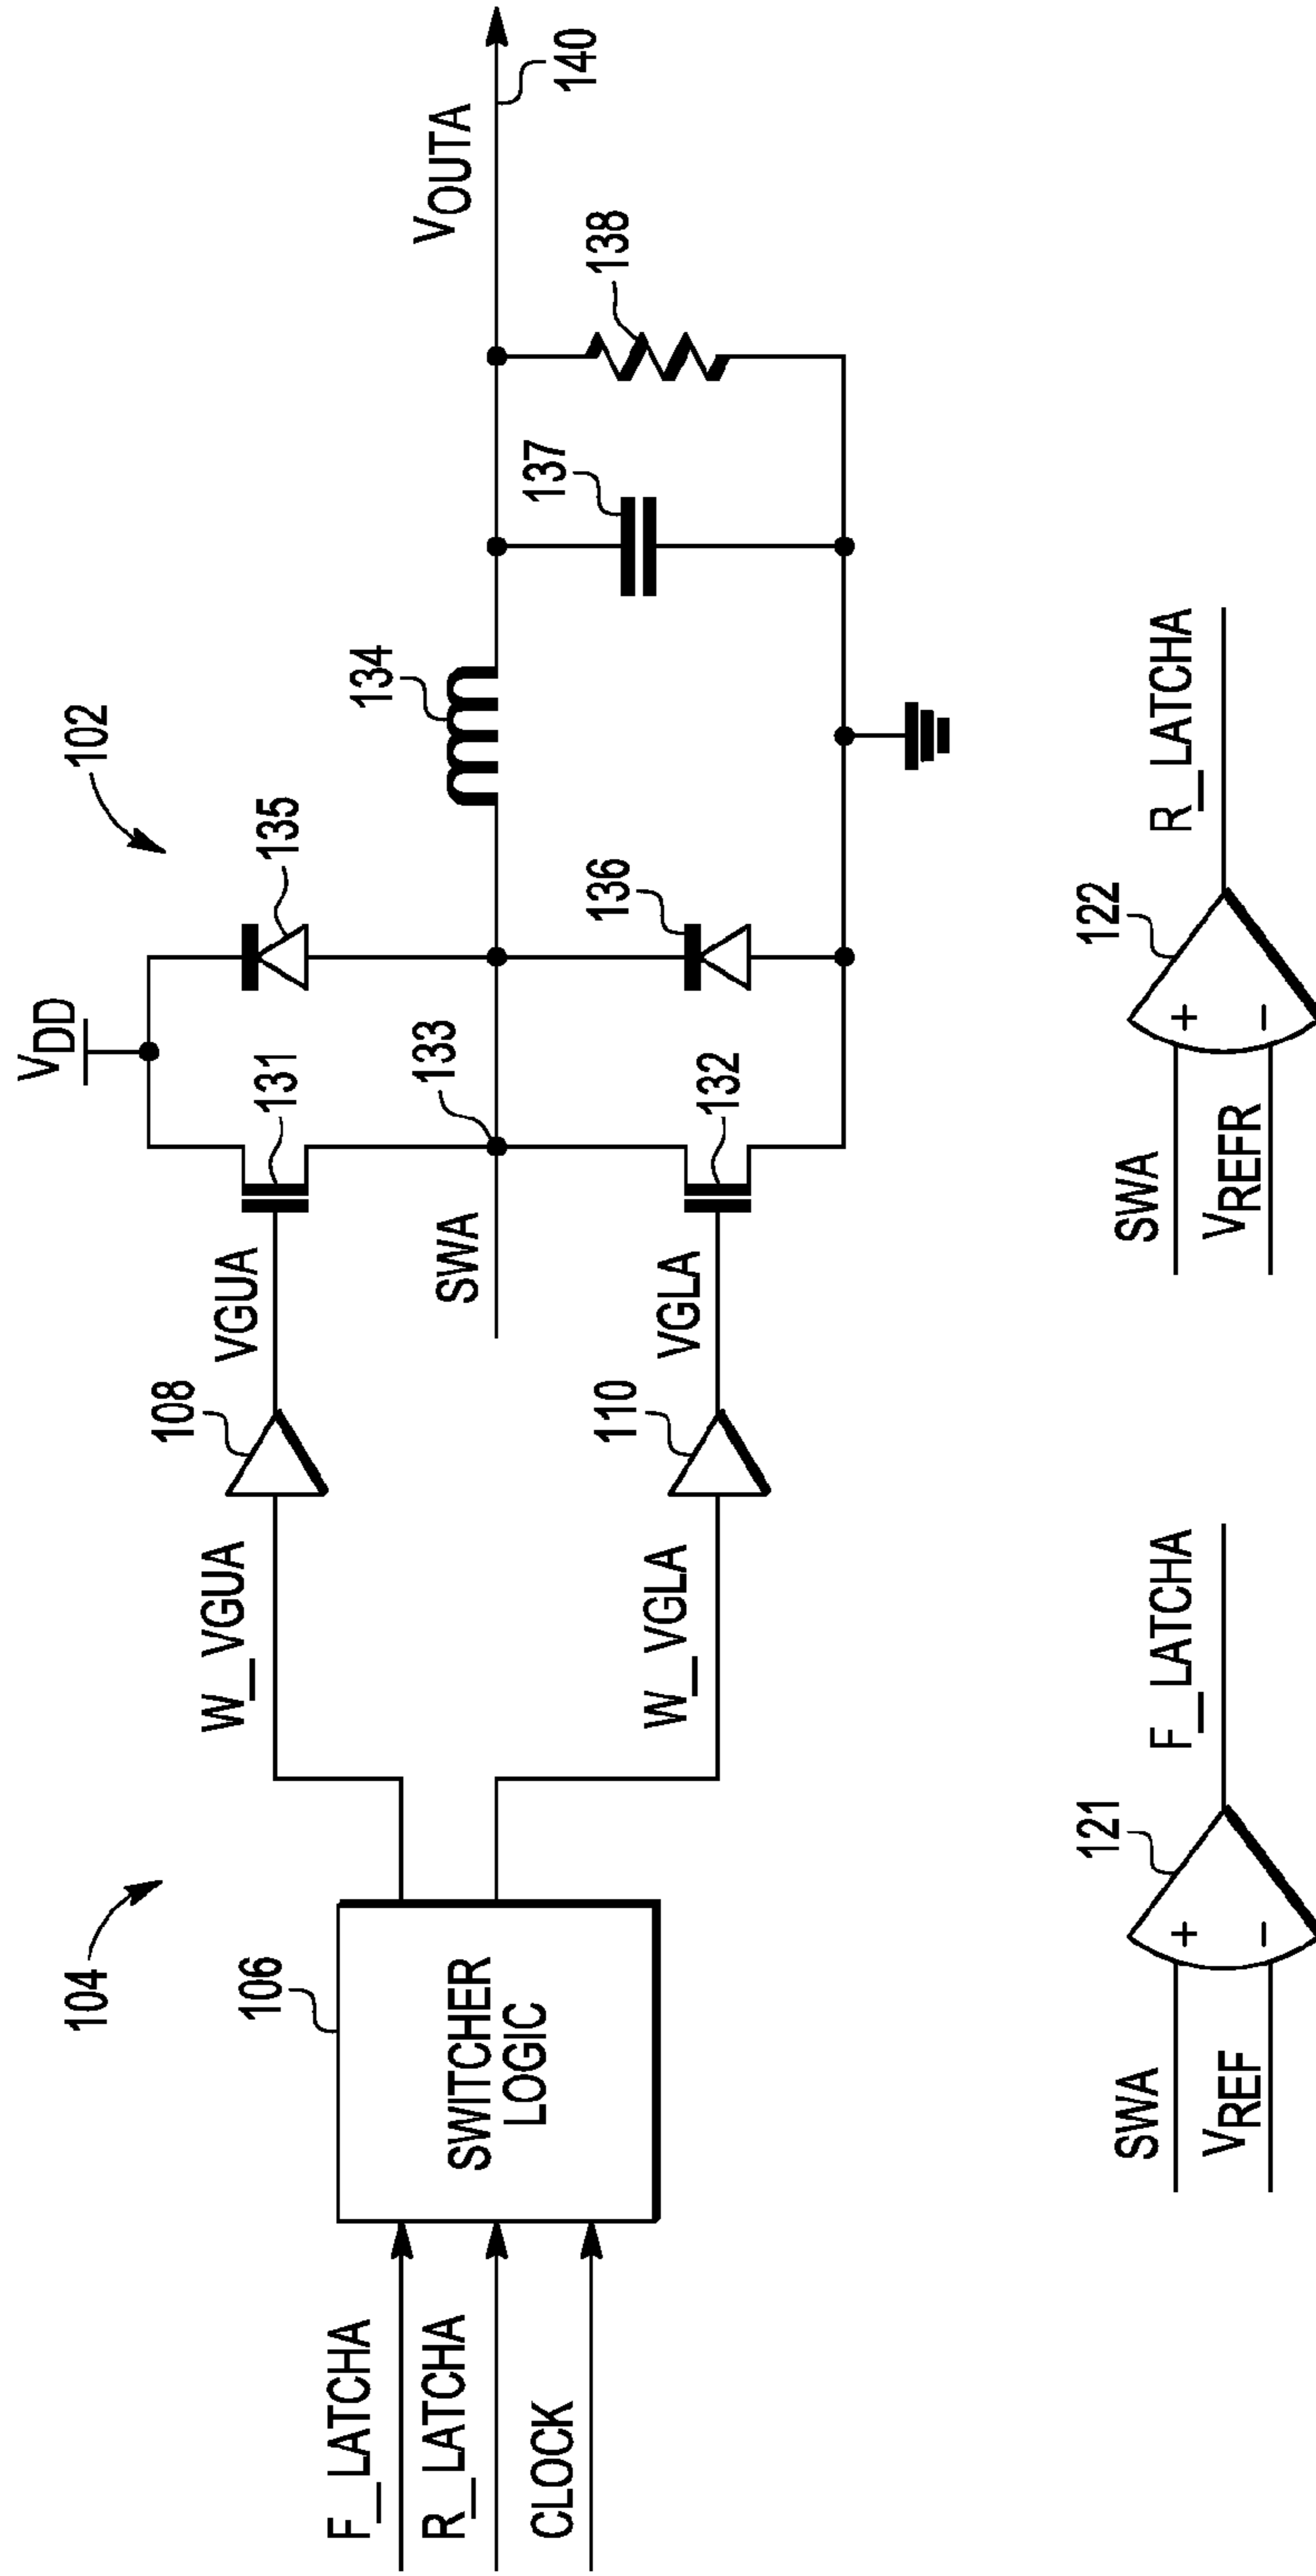 104
102
106
SWITCHER
LOGIC
F_LATCHA
R_LATCHA
CLOCK
W_VGUA
W_VGLA
108
110
VGUA
VGLA
SWA
VDD
131
132
133
135
136
134
137
138
VOUTA
140
121
SWA
VREF
+
−
F_LATCHA
122
SWA
VREFR
+
−
R_LATCHA